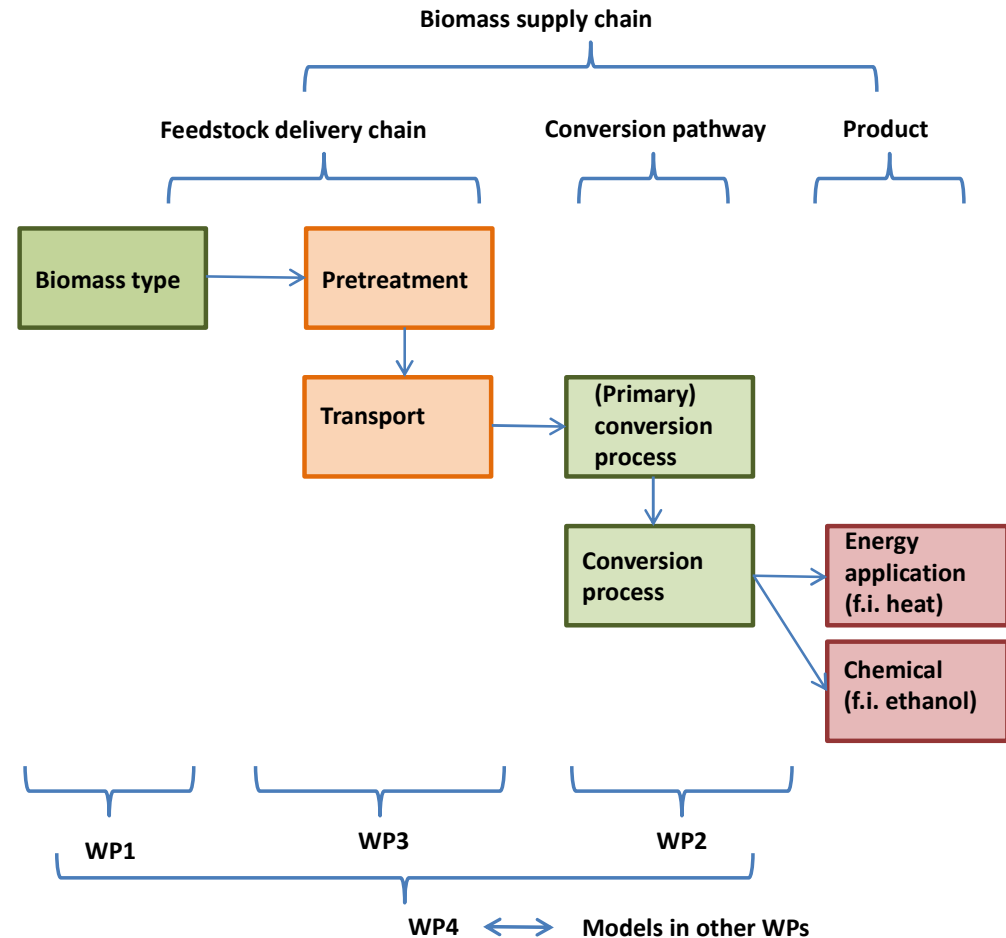 Biomass supply chain
Feedstock delivery chain
Conversion pathway
Product
Biomass type
Pretreatment
Transport
(Primary)
conversion
process
Conversion
process
Energy
application
(f.i. heat)
Chemical
(f.i. ethanol)
WP1
WP3
WP2
WP4
Models in other WPs